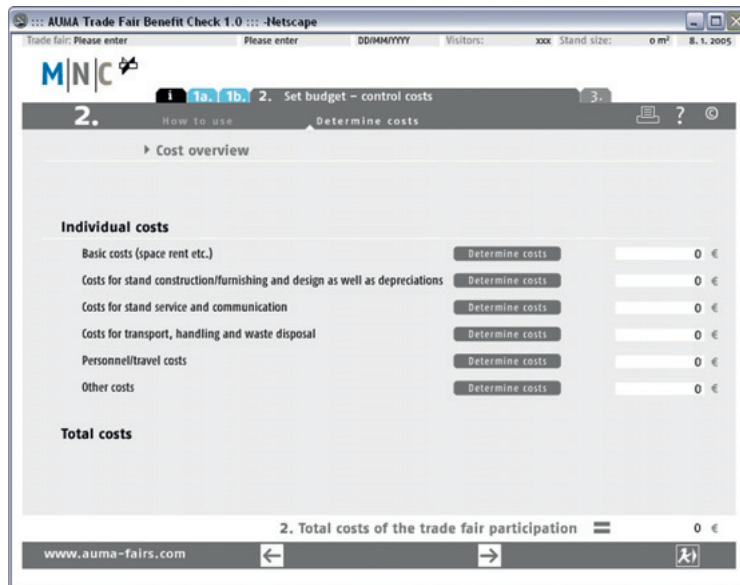 ::: AUMA Trade Fair Benefit Check 1.0 ::: -Netscape
Trade fair: Please enter Please enter DD/MM/YYYY Visitors: xxx Stand size: 0 m² 8. 1. 2005
M|N|C
i 1a. 1b. 2. Set budget – control costs 3.
2. How to use Determine costs ? ©
Cost overview
Individual costs
Basic costs (space rent etc.) Determine costs 0 €
Costs for stand construction/furnishing and design as well as depreciations Determine costs 0 €
Costs for stand service and communication Determine costs 0 €
Costs for transport, handling and waste disposal Determine costs 0 €
Personnel/travel costs Determine costs 0 €
Other costs Determine costs 0 €
Total costs
2. Total costs of the trade fair participation = 0 €
www.auma-fairs.com